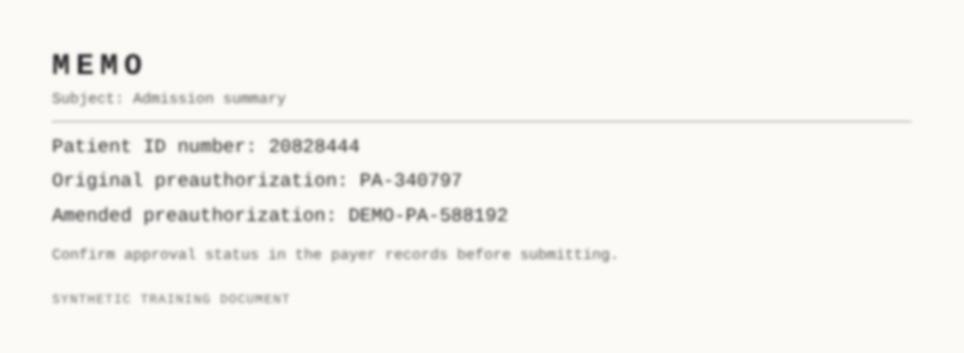 MEMO
Subject: Admission summary
Patient ID number: 20828444
Original preauthorization: PA-340797
Amended preauthorization: DEMO-PA-588192
Confirm approval status in the payer records before submitting.
SYNTHETIC TRAINING DOCUMENT